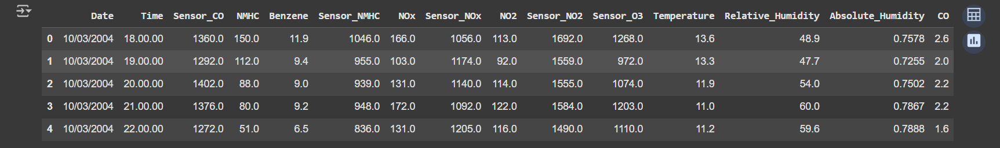 Date Time Sensor_CO NMHC Benzene Sensor_NMHC NOx Sensor_NOx NO2 Sensor_NO2 Sensor_O3 Temperature Relative_Humidity Absolute_Humidity CO
0 10/03/2004 18.00.00 1360.0 150.0 11.9 1046.0 166.0 1056.0 113.0 1692.0 1268.0 13.6 48.9 0.7578 2.6
1 10/03/2004 19.00.00 1292.0 112.0 9.4 955.0 103.0 1174.0 92.0 1559.0 972.0 13.3 47.7 0.7255 2.0
2 10/03/2004 20.00.00 1402.0 88.0 9.0 939.0 131.0 1140.0 114.0 1555.0 1074.0 11.9 54.0 0.7502 2.2
3 10/03/2004 21.00.00 1376.0 80.0 9.2 948.0 172.0 1092.0 122.0 1584.0 1203.0 11.0 60.0 0.7867 2.2
4 10/03/2004 22.00.00 1272.0 51.0 6.5 836.0 131.0 1205.0 116.0 1490.0 1110.0 11.2 59.6 0.7888 1.6